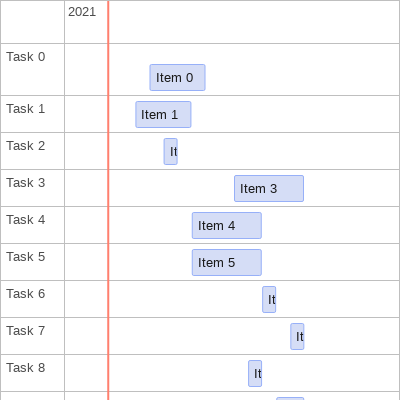 2021
Task 0
Item 0
Task 1
Item 1
Task 2
It
Task 3
Item 3
Task 4
Item 4
Task 5
Item 5
Task 6
It
Task 7
It
Task 8
It